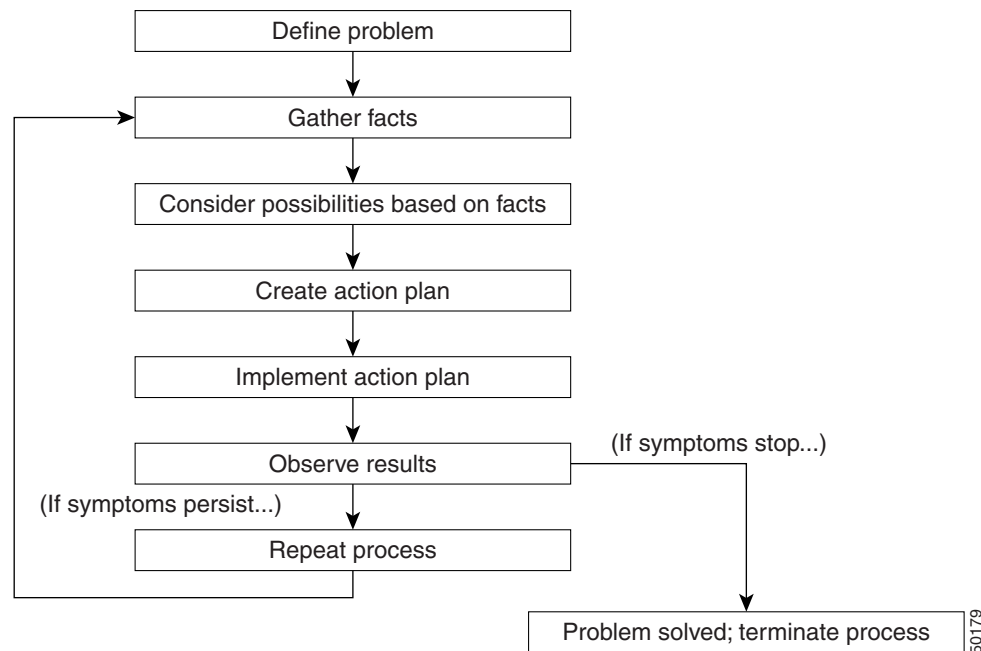 Define problem
Gather facts
Consider possibilities based on facts
Create action plan
Implement action plan
Observe results
(If symptoms stop...)
(If symptoms persist...)
Repeat process
Problem solved; terminate process
50179